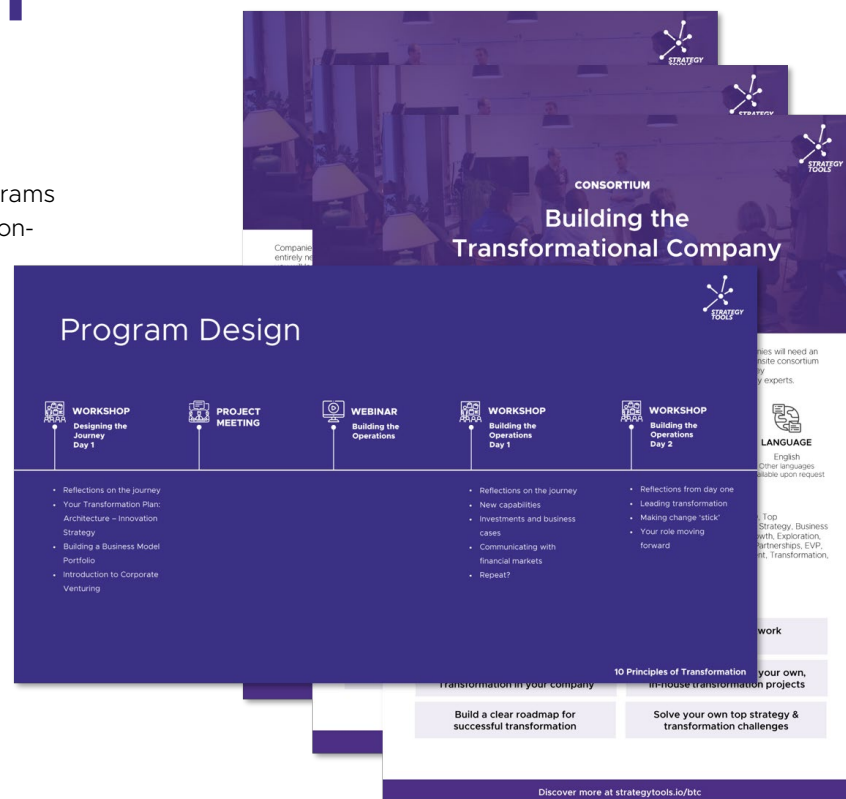 rams
on-
STRATEGY
TOOLS
STRATEGY
STRATEGY
TOOLS
CONSORTIUM
Building the
Transformational Company
Companie
entirely ne
Program Design
STRATEGY
TOOLS
WORKSHOP
Designing the
Journey
Day 1
PROJECT
MEETING
WEBINAR
Building the
Operations
WORKSHOP
Building the
Operations
Day 1
WORKSHOP
Building the
Operations
Day 2
• Reflections on the journey
• Your Transformation Plan:
Architecture – Innovation
Strategy
• Building a Business Model
Portfolio
• Introduction to Corporate
Venturing
• Reflections on the journey
• New capabilities
• Investments and business
cases
• Communicating with
financial markets
• Repeat?
• Reflections from day one
• Leading transformation
• Making change ‘stick’
• Your role moving
forward
10 Principles of Transformation
nies will need an
nsite consortium
y experts.
LANGUAGE
English
Other languages
ailable upon request
, Top
Strategy, Business
wth, Exploration,
Partnerships, EVP,
nt, Transformation,
work
your own,
Transformation in your company
in-house transformation projects
Build a clear roadmap for
successful transformation
Solve your own top strategy &
transformation challenges
Discover more at strategytools.io/btc